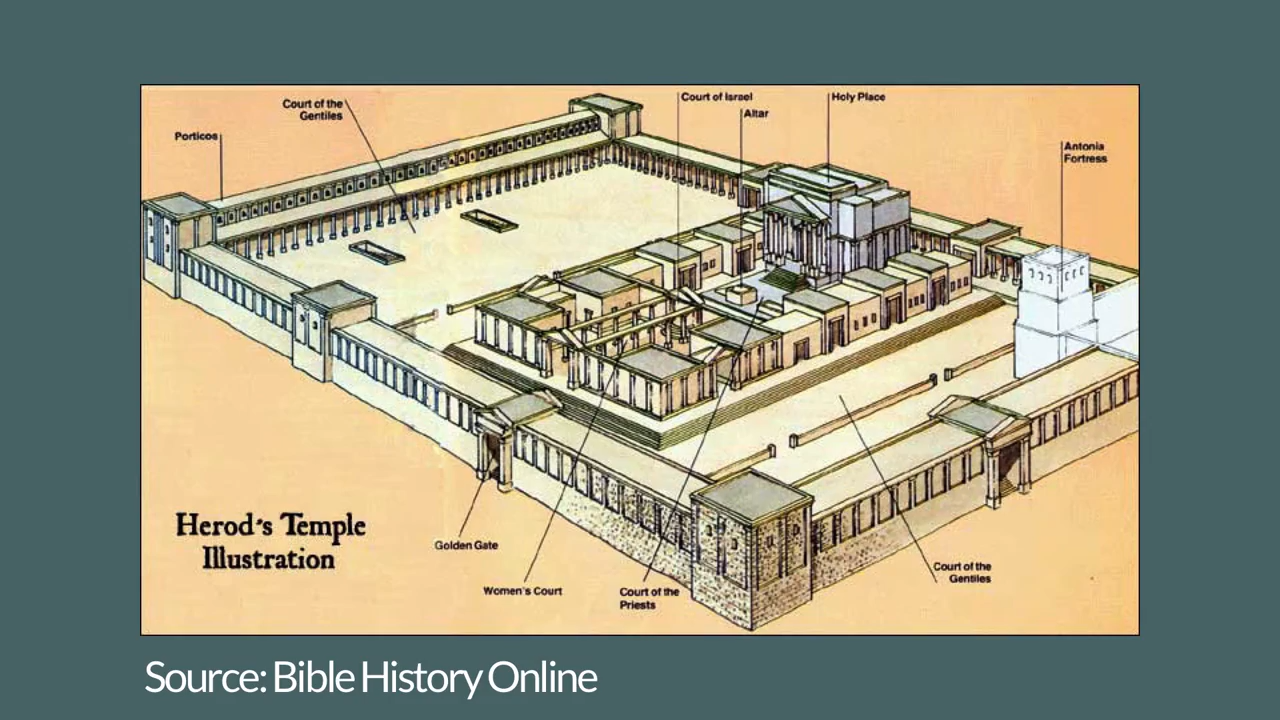 Court of the
Gentiles
Court of Israel
Altar
Holy Place
Porticos
Antonia
Fortress
Herod's Temple
Illustration
Golden Gate
Women's Court
Court of the
Priests
Court of the
Gentiles
Source: Bible History Online